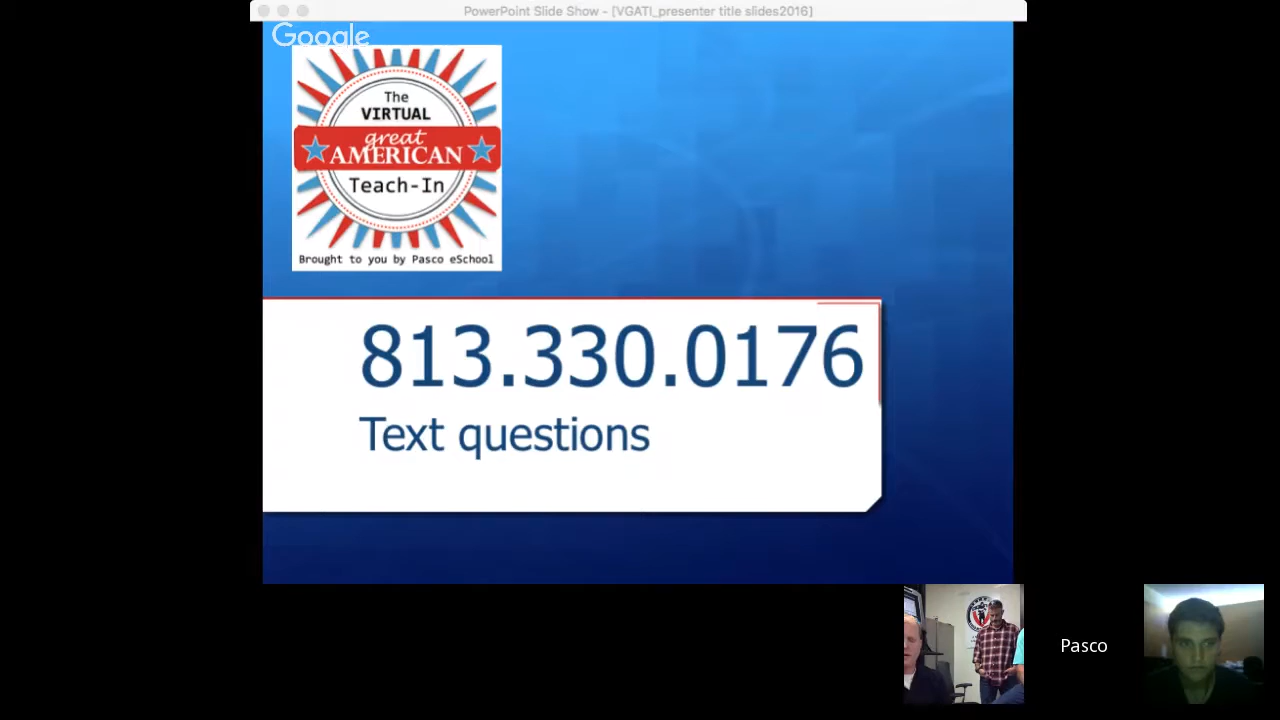 PowerPoint Slide Show - [VGATI_presenter title slides2016]
Google
The
VIRTUAL
great
AMERICAN
Teach-In
Brought to you by Pasco eSchool
813.330.0176
Text questions
Pasco